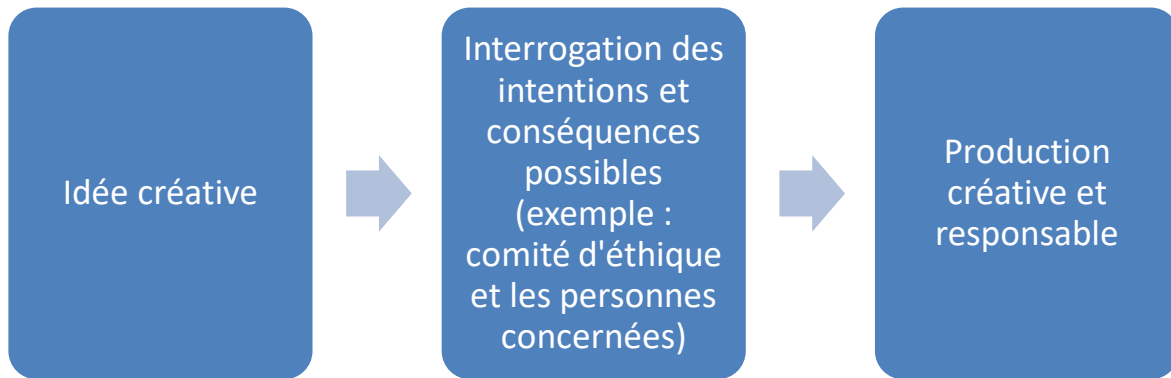 Idée créative
Interrogation des
intentions et
conséquences
possibles
(exemple :
comité d'éthique
et les personnes
concernées)
Production
créative et
responsable